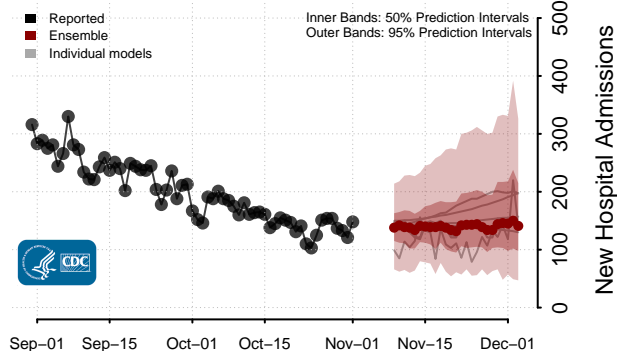 Reported
Ensemble
Individual models
Inner Bands: 50% Prediction Intervals
Outer Bands: 95% Prediction Intervals
500
400
300
200
100
0
New Hospital Admissions
CDC
Sep−01
Sep−15
Oct−01
Oct−15
Nov−01
Nov−15
Dec−01